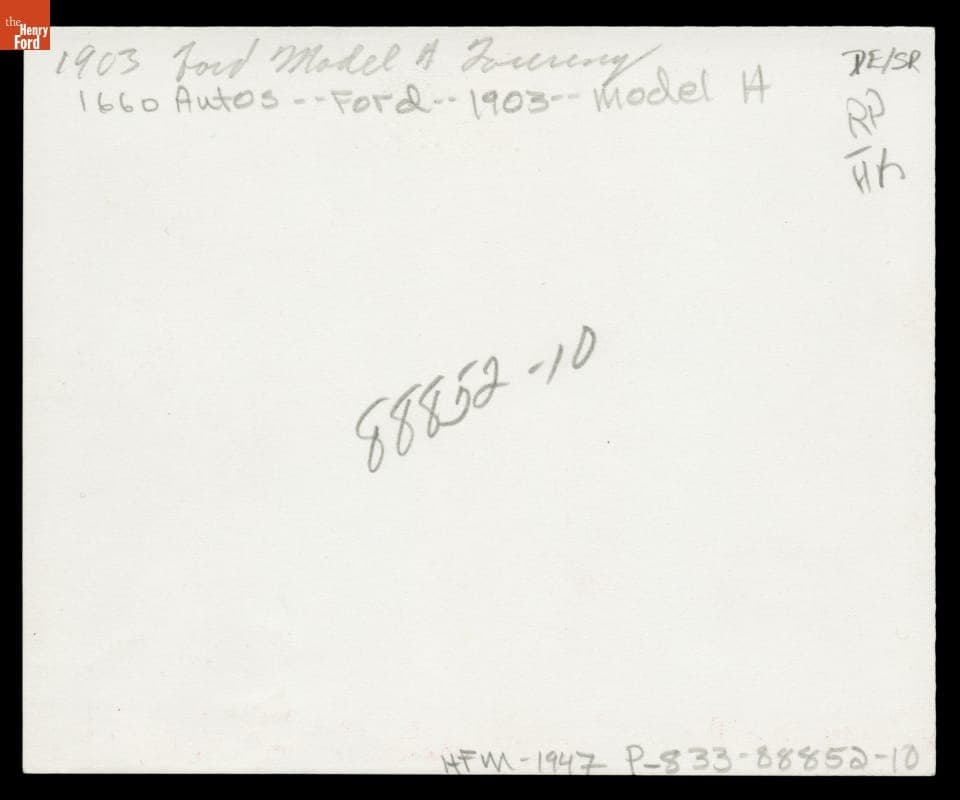 the
Henry
Ford
1903 Ford Model A Touring
1660 Autos -- Ford -- 1903 -- Model A
DE/SR
RP
HK
88852-10
HFM-1947 P-833-88852-10